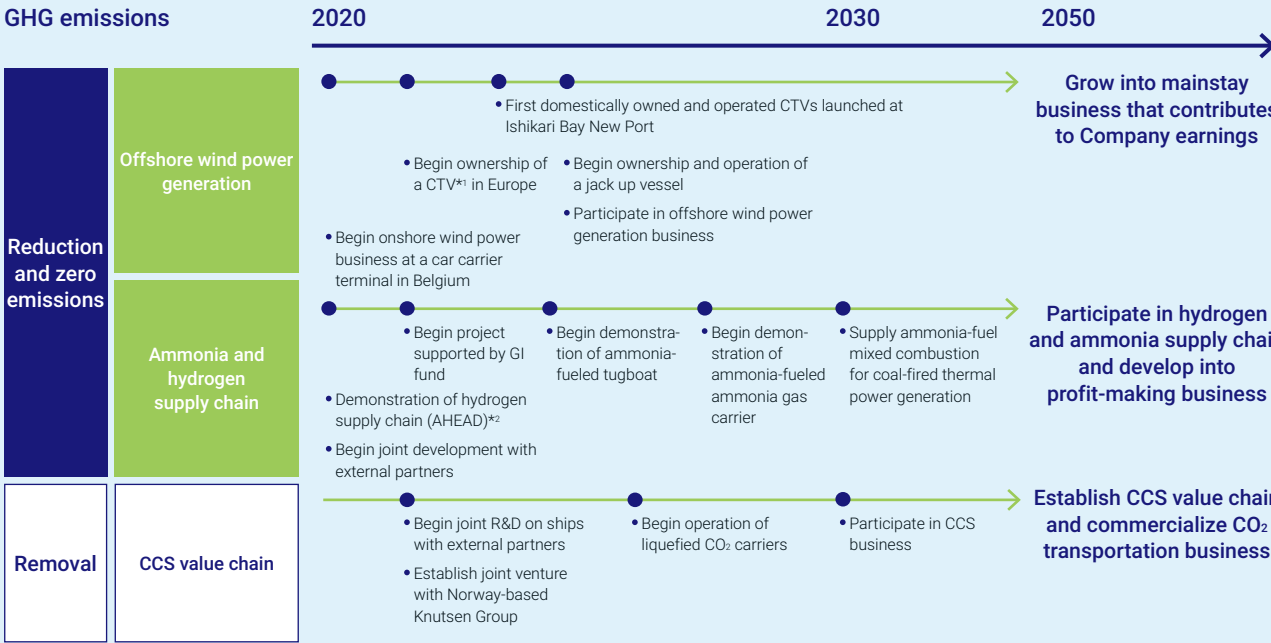 GHG emissions
2020
2030
2050
Reduction
and zero
emissions
Offshore wind power
generation
• First domestically owned and operated CTVs launched at
Ishikari Bay New Port
• Begin ownership of
a CTV*1 in Europe
• Begin ownership and operation of
a jack up vessel
• Participate in offshore wind power
generation business
• Begin onshore wind power
business at a car carrier
terminal in Belgium
Grow into mainstay
business that contributes
to Company earnings
Ammonia and
hydrogen
supply chain
• Begin project
supported by GI
fund
• Begin demonstra-
tion of ammonia-
fueled tugboat
• Begin demon-
stration of
ammonia-fueled
ammonia gas
carrier
• Supply ammonia-fuel
mixed combustion
for coal-fired thermal
power generation
• Demonstration of hydrogen
supply chain (AHEAD)*2
• Begin joint development with
external partners
Participate in hydrogen
and ammonia supply chain
and develop into
profit-making business
Removal
CCS value chain
• Begin joint R&D on ships
with external partners
• Establish joint venture
with Norway-based
Knutsen Group
• Begin operation of
liquefied CO2 carriers
• Participate in CCS
business
Establish CCS value chain
and commercialize CO2
transportation business